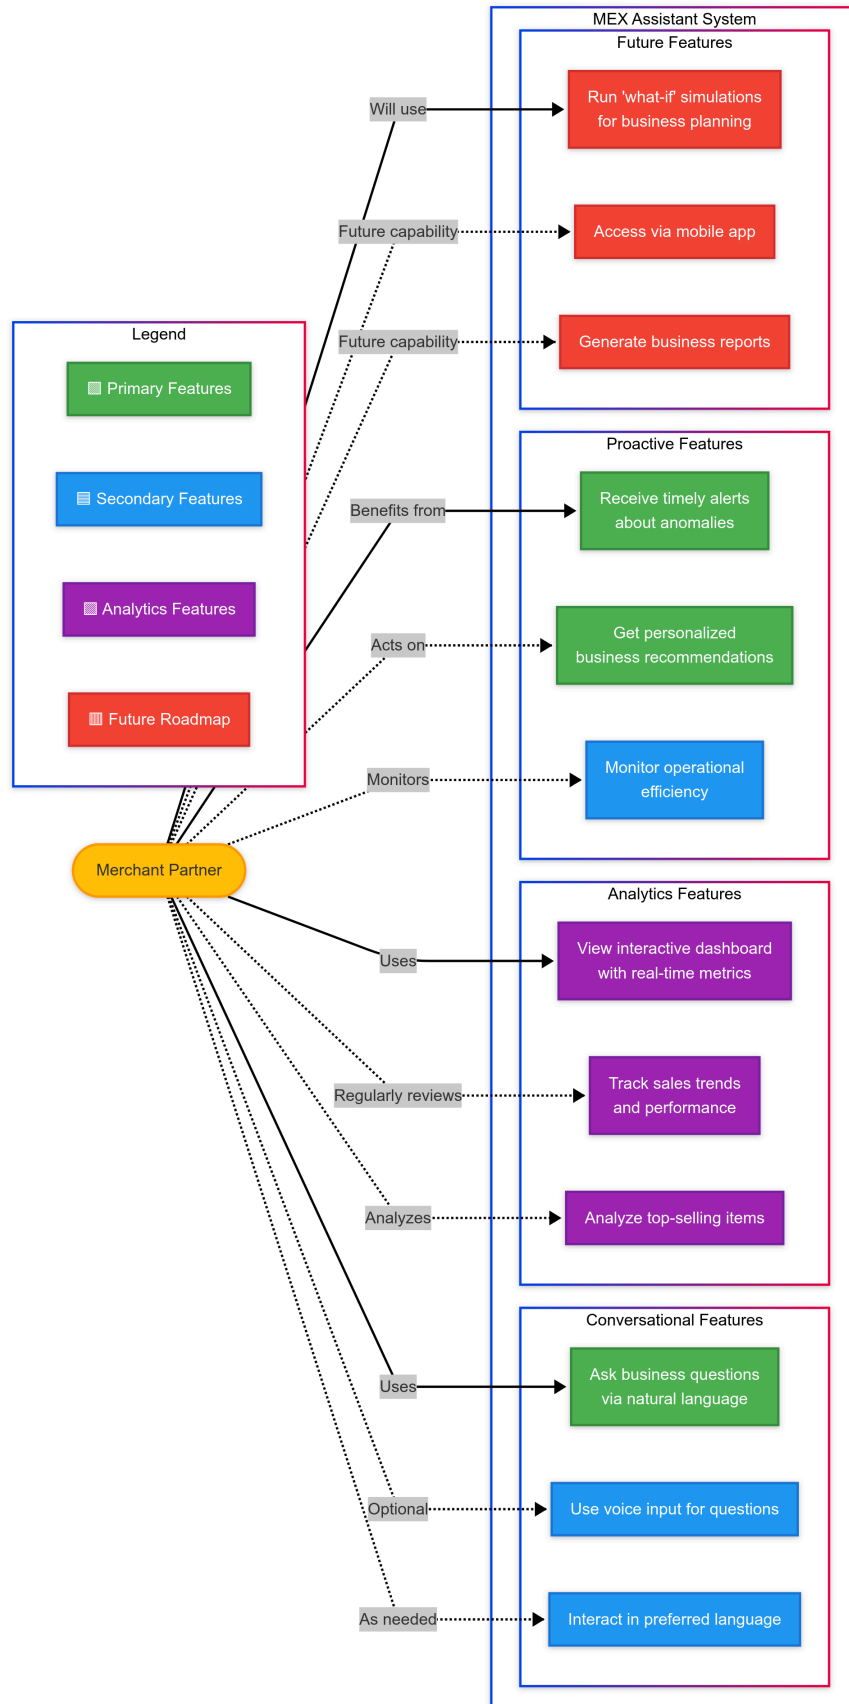 MEX Assistant System
Future Features
Will use
Run 'what-if' simulations
for business planning
Future capability
Access via mobile app
Future capability
Generate business reports
Legend
Primary Features
Secondary Features
Analytics Features
Future Roadmap
Proactive Features
Benefits from
Receive timely alerts
about anomalies
Acts on
Get personalized
business recommendations
Monitors
Monitor operational
efficiency
Merchant Partner
Analytics Features
Uses
View interactive dashboard
with real-time metrics
Regularly reviews
Track sales trends
and performance
Analyzes
Analyze top-selling items
Conversational Features
Uses
Ask business questions
via natural language
Optional
Use voice input for questions
As needed
Interact in preferred language